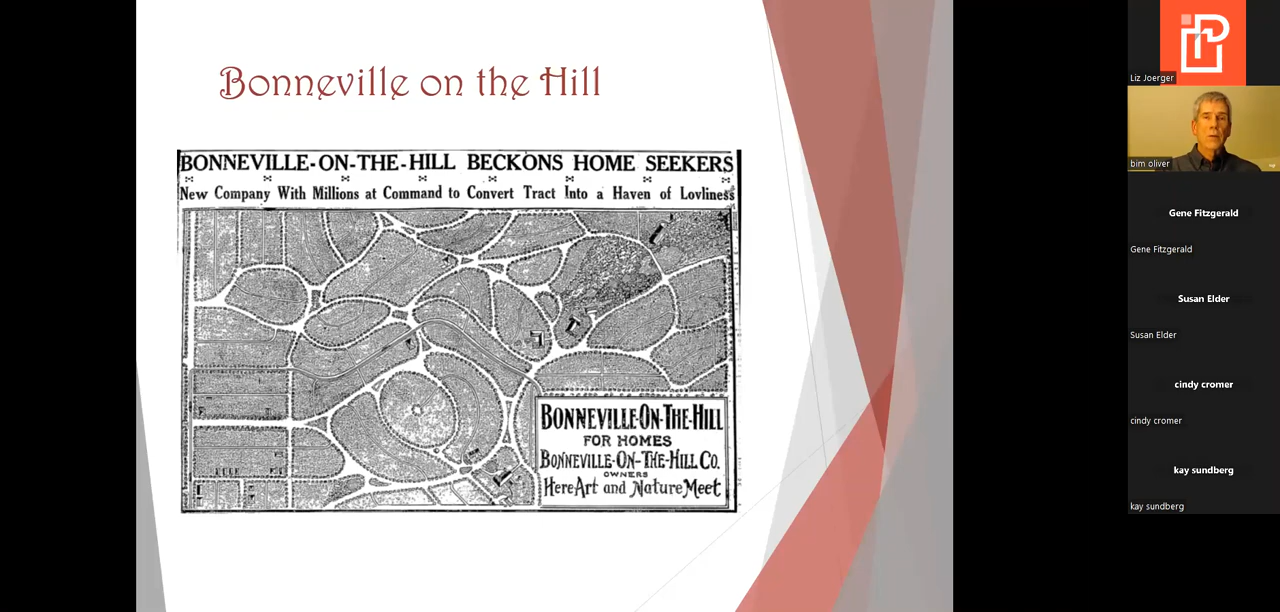 Bonneville on the Hill
BONNEVILLE-ON-THE-HILL BECKONS HOME SEEKERS
New Company With Millions at Command to Convert Tract Into a Haven of Lovliness
BONNEVILLE-ON-THE-HILL
FOR HOMES
BONNEVILLE-ON-THE-HILL CO.
OWNERS
Here Art and Nature Meet
Liz Joerger
bim oliver
Gene Fitzgerald
Gene Fitzgerald
Susan Elder
Susan Elder
cindy cromer
cindy cromer
kay sundberg
kay sundberg